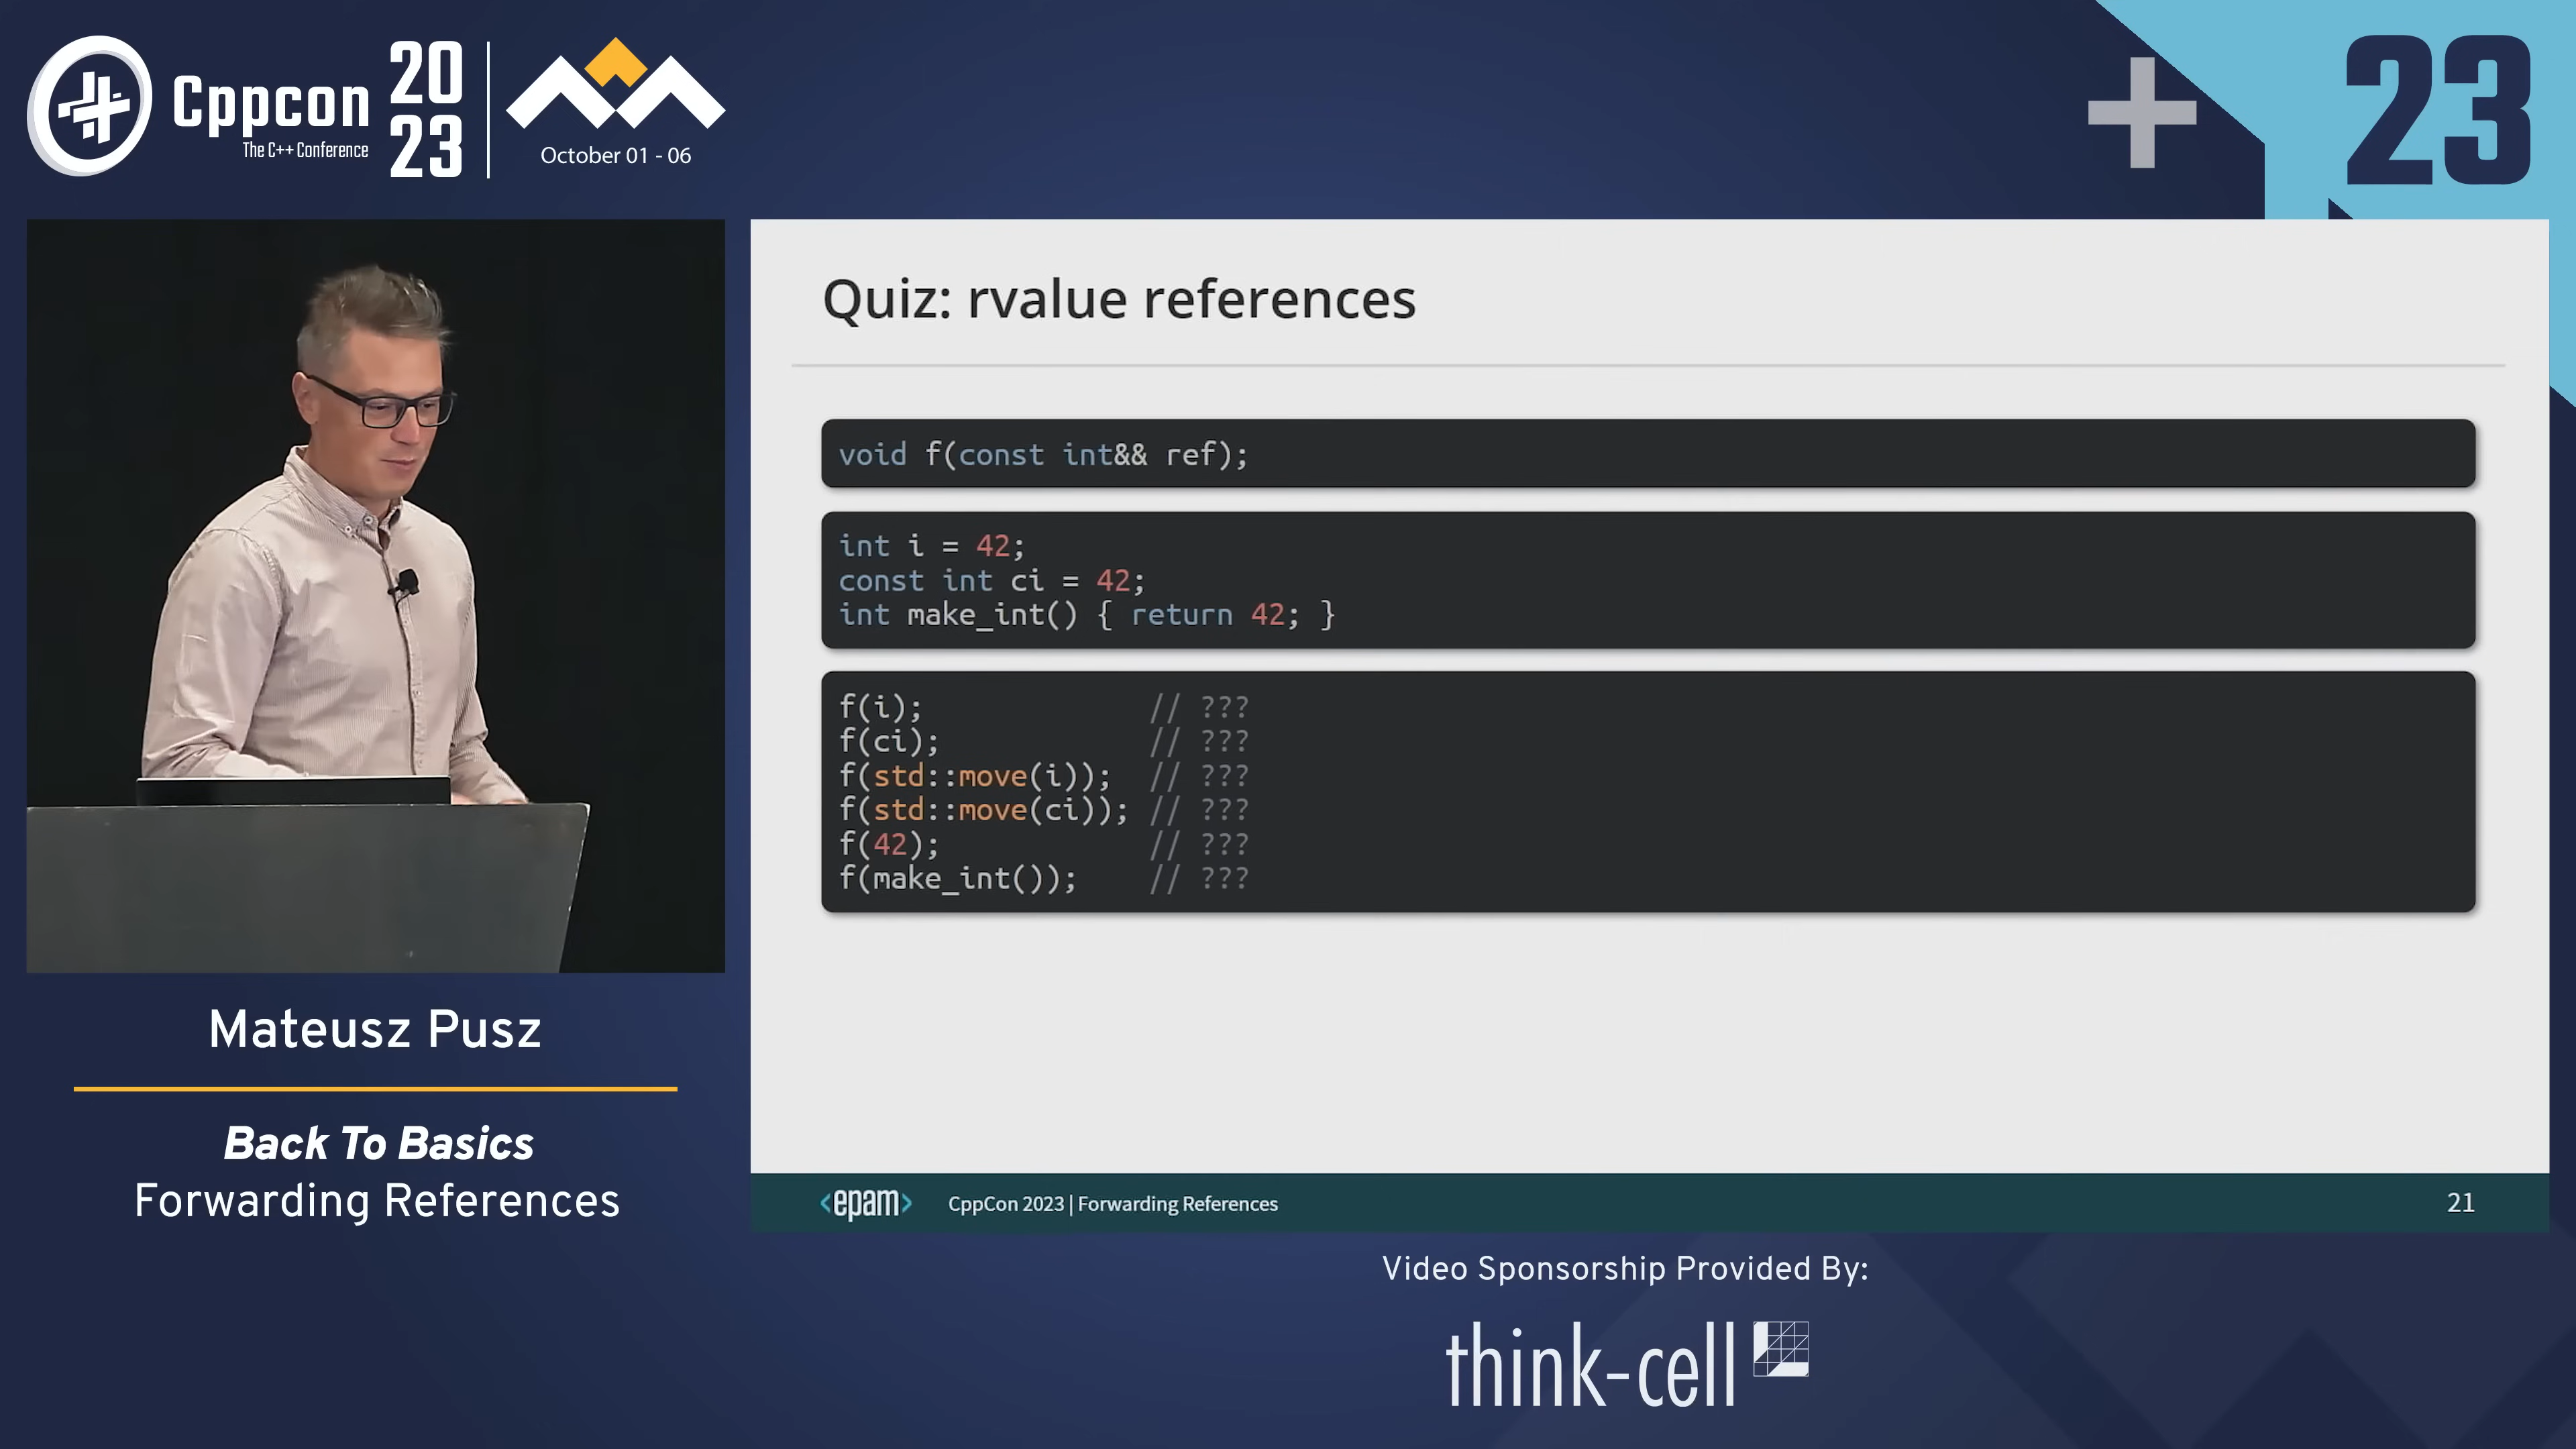 Cppcon
The C++ Conference
20
23
October 01 - 06
23
Quiz: rvalue references
void f(const int&& ref);
int i = 42;
const int ci = 42;
int make_int() { return 42; }
f(i); // ???
f(ci); // ???
f(std::move(i)); // ???
f(std::move(ci)); // ???
f(42); // ???
f(make_int()); // ???
<epam> CppCon 2023 | Forwarding References 21
Mateusz Pusz
Back To Basics
Forwarding References
Video Sponsorship Provided By:
think-cell